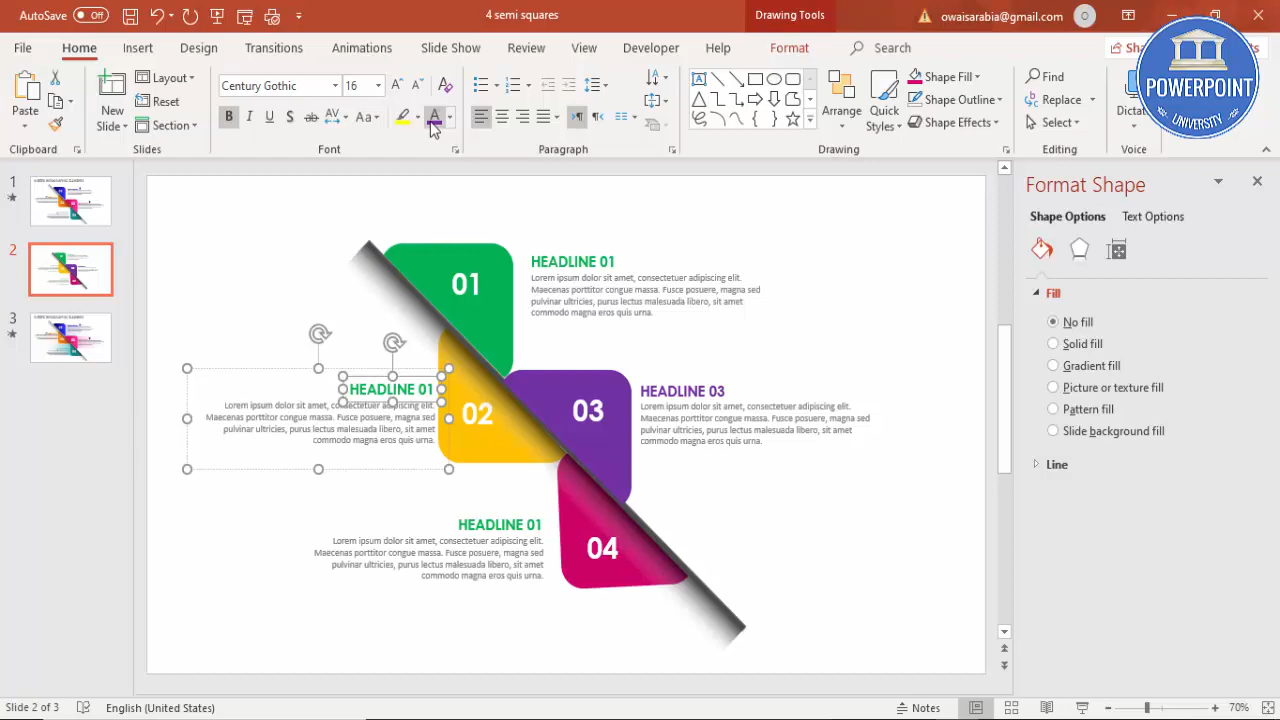 AutoSave Off
4 semi squares
Drawing Tools
owaisarabia@gmail.com
O
File Home Insert Design Transitions Animations Slide Show Review View Developer Help Format Search
POWERPOINT
UNIVERSITY
Paste
New
Slide
Layout
Reset
Section
Century Gothic 16
B I U S ab AV Aa A
Arrange
Quick
Styles
Shape Fill
Shape Outline
Shape Effects
Find
Replace
Select
Dictat
Clipboard Slides Font Paragraph Drawing Editing Voice
1
2
3
01
HEADLINE 01
Lorem ipsum dolor sit amet, consectetuer adipiscing elit.
Maecenas porttitor congue massa. Fusce posuere, magna sed
pulvinar ultricies, purus lectus malesuada libero, sit amet
commodo magna eros quis urna.
HEADLINE 01
Lorem ipsum dolor sit amet, consectetuer adipiscing elit.
Maecenas porttitor congue massa. Fusce posuere, magna sed
pulvinar ultricies, purus lectus malesuada libero, sit amet
commodo magna eros quis urna.
02
03
HEADLINE 03
Lorem ipsum dolor sit amet, consectetuer adipiscing elit.
Maecenas porttitor congue massa. Fusce posuere, magna sed
pulvinar ultricies, purus lectus malesuada libero, sit amet
commodo magna eros quis urna.
HEADLINE 01
Lorem ipsum dolor sit amet, consectetuer adipiscing elit.
Maecenas porttitor congue massa. Fusce posuere, magna sed
pulvinar ultricies, purus lectus malesuada libero, sit amet
commodo magna eros quis urna.
04
Format Shape
Shape Options Text Options
Fill
No fill
Solid fill
Gradient fill
Picture or texture fill
Pattern fill
Slide background fill
Line
Slide 2 of 3 English (United States) Notes 70%